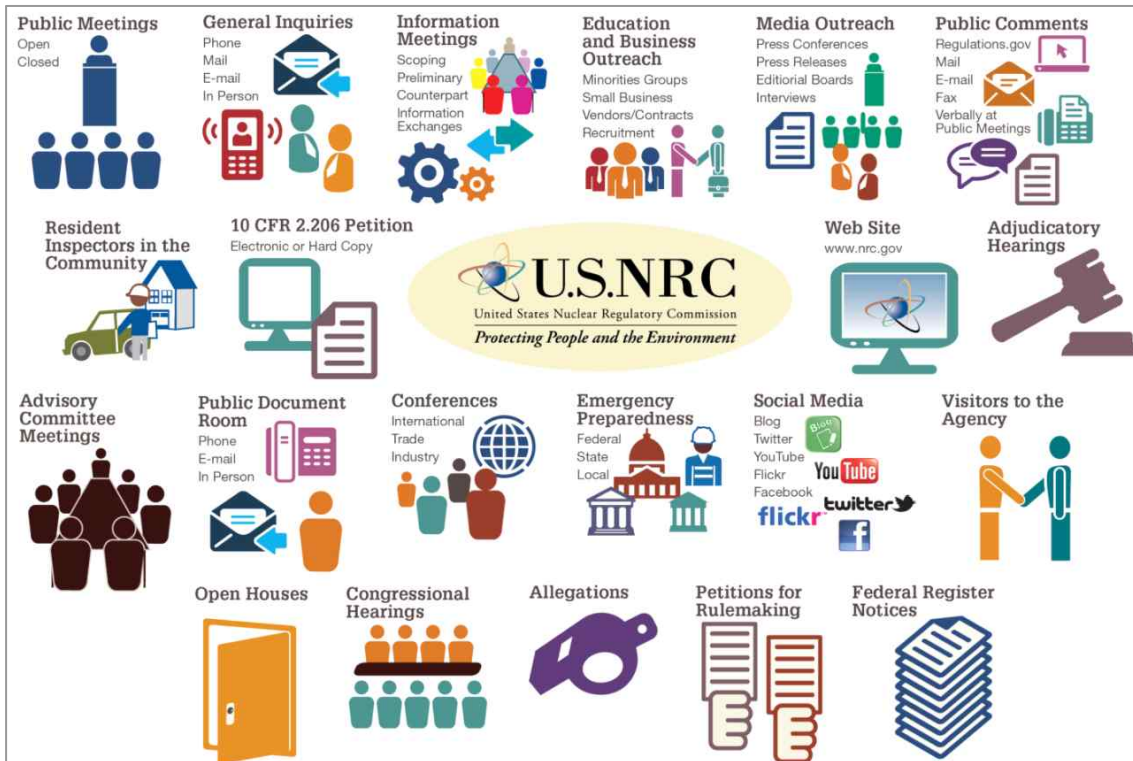 Public Meetings
Open
Closed
General Inquiries
Phone
Mail
E-mail
In Person
Information
Meetings
Scoping
Preliminary
Counterpart
Information
Exchanges
Education
and Business
Outreach
Minorities Groups
Small Business
Vendors/Contracts
Recruitment
Media Outreach
Press Conferences
Press Releases
Editiorial Boards
Interviews
Public Comments
Regulations.gov
Mail
E-mail
Fax
Verbally at
Public Meetings
Resident
Inspectors in the
Community
10 CFR 2.206 Petition
Electronic or Hard Copy
U.S.NRC
United States Nuclear Regulatory Commission
Protecting People and the Environment
Web Site
www.nrc.gov
Adjudicatory
Hearings
Advisory
Committee
Meetings
Public Document
Room
Phone
E-mail
In Person
Conferences
International
Trade
Industry
Emergency
Preparedness
Federal
State
Local
Social Media
Blog
Twitter
YouTube
Flickr
Facebook
Blog
YouTube
twitter
flickr
f
Visitors to the
Agency
Open Houses
Congressional
Hearings
Allegations
Petitions for
Rulemaking
Federal Register
Notices